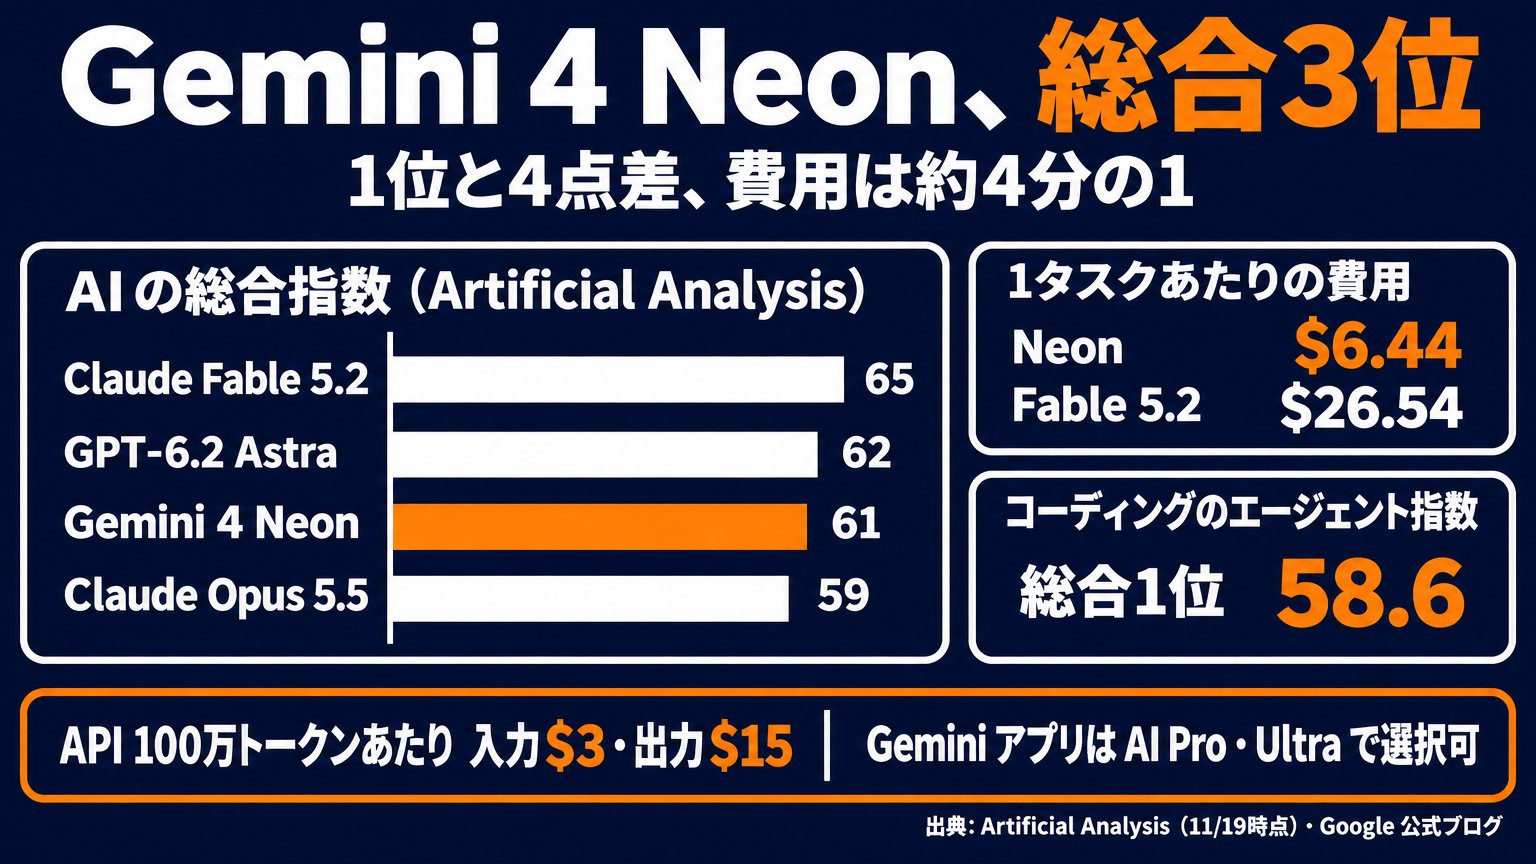 Gemini 4 Neon、総合3位
1位と4点差、費用は約4分の1
AIの総合指数（Artificial Analysis）
Claude Fable 5.2 65
GPT-6.2 Astra 62
Gemini 4 Neon 61
Claude Opus 5.5 59
1タスクあたりの費用
Neon $6.44
Fable 5.2 $26.54
コーディングのエージェント指数
総合1位 58.6
API 100万トークンあたり 入力$3・出力$15
Gemini アプリは AI Pro・Ultra で選択可
出典：Artificial Analysis（11/19時点）・Google 公式ブログ